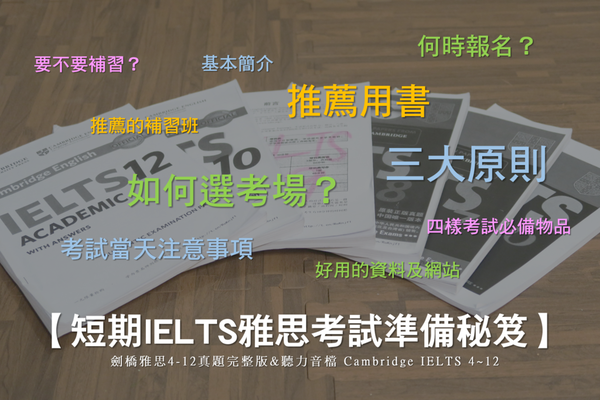 何時報名？
要不要補習？
基本簡介
推薦用書
推薦的補習班
三大原則
如何選考場？
四樣考試必備物品
考試當天注意事項
好用的資料及網站
Cambridge English
IELTS 12
ACADEMIC
WITH ANSWERS
10
CAMBRIDGE
8
【短期IELTS雅思考試準備秘笈】
劍橋雅思4-12真題完整版&聽力音檔 Cambridge IELTS 4~12